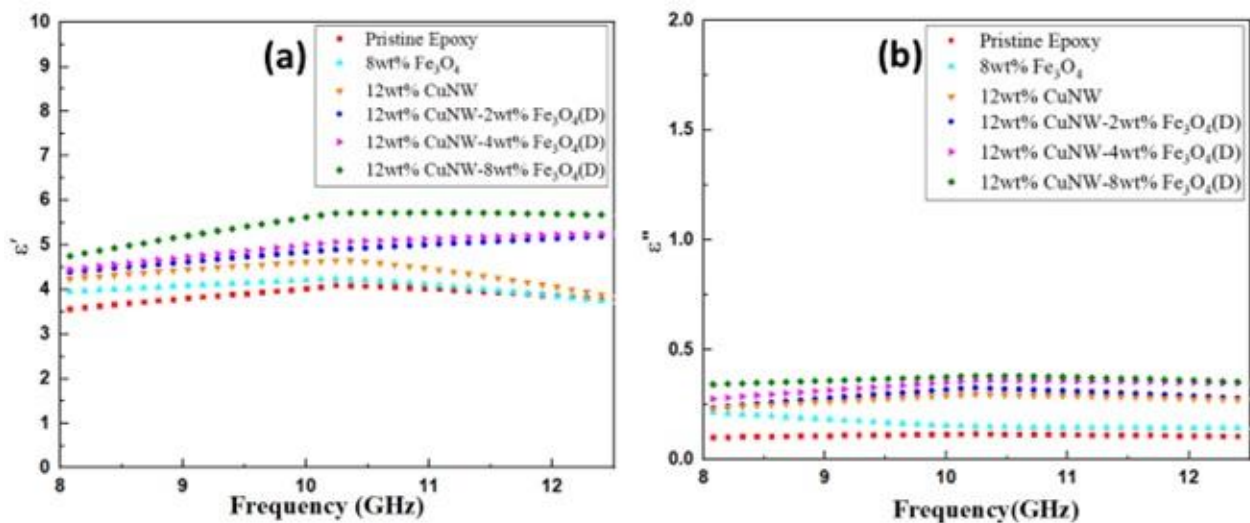 (a)
Pristine Epoxy
8wt% Fe₃O₄
12wt% CuNW
12wt% CuNW-2wt% Fe₃O₄(D)
12wt% CuNW-4wt% Fe₃O₄(D)
12wt% CuNW-8wt% Fe₃O₄(D)
10
9
8
7
6
5
4
3
2
1
0
ε'
8 9 10 11 12
Frequency (GHz)
(b)
Pristine Epoxy
8wt% Fe₃O₄
12wt% CuNW
12wt% CuNW-2wt% Fe₃O₄(D)
12wt% CuNW-4wt% Fe₃O₄(D)
12wt% CuNW-8wt% Fe₃O₄(D)
2.0
1.5
1.0
0.5
0.0
ε"
8 9 10 11 12
Frequency(GHz)